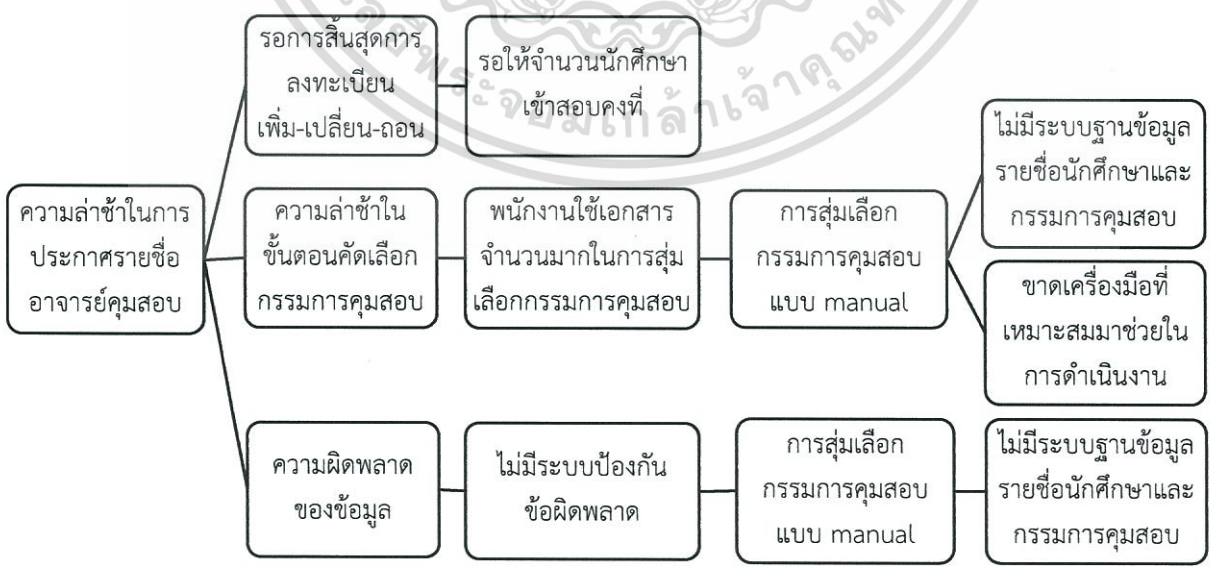 รอการสิ้นสุดการ
ลงทะเบียน
เพิ่ม-เปลี่ยน-ถอน
รอให้จำนวนนักศึกษา
เข้าสอบคงที่
พระจอมเกล้าเจ้าคุณท
ความล่าช้าในการ
ประกาศรายชื่อ
อาจารย์คุมสอบ
ความล่าช้าใน
ขั้นตอนคัดเลือก
กรรมการคุมสอบ
พนักงานใช้เอกสาร
จำนวนมากในการสุ่ม
เลือกกรรมการคุมสอบ
การสุ่มเลือก
กรรมการคุมสอบ
แบบ manual
ไม่มีระบบฐานข้อมูล
รายชื่อนักศึกษาและ
กรรมการคุมสอบ
ขาดเครื่องมือที่
เหมาะสมมาช่วยใน
การดำเนินงาน
ความผิดพลาด
ของข้อมูล
ไม่มีระบบป้องกัน
ข้อผิดพลาด
การสุ่มเลือก
กรรมการคุมสอบ
แบบ manual
ไม่มีระบบฐานข้อมูล
รายชื่อนักศึกษาและ
กรรมการคุมสอบ